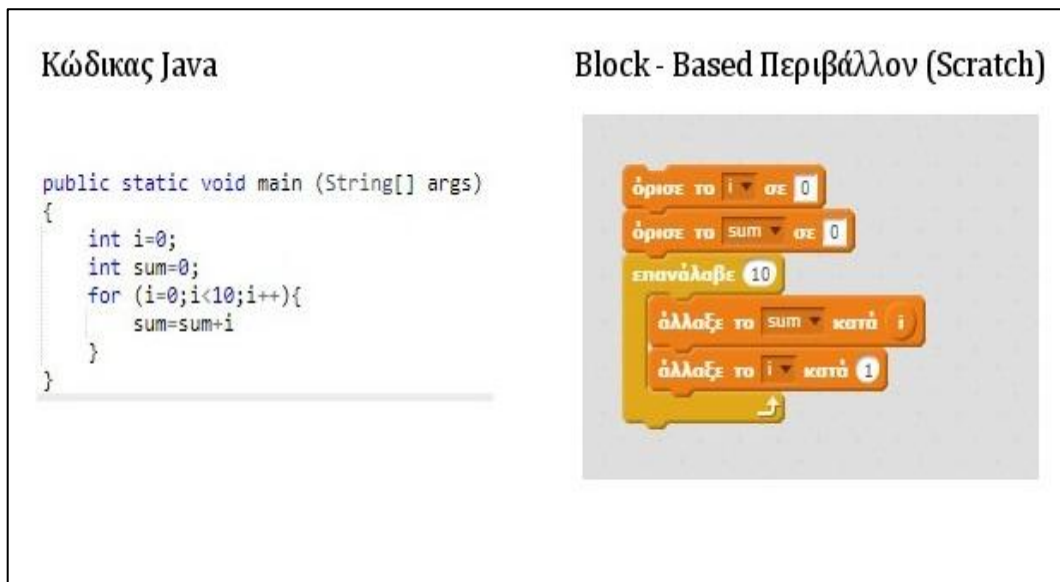 Κώδικας Java
public static void main (String[] args)
{
int i=0;
int sum=0;
for (i=0;i<10;i++){
sum=sum+i
}
}
Block - Based Περιβάλλον (Scratch)
όρισε το i σε 0
όρισε το sum σε 0
επανάλαβε 10
άλλαξε το sum κατά i
άλλαξε το i κατά 1